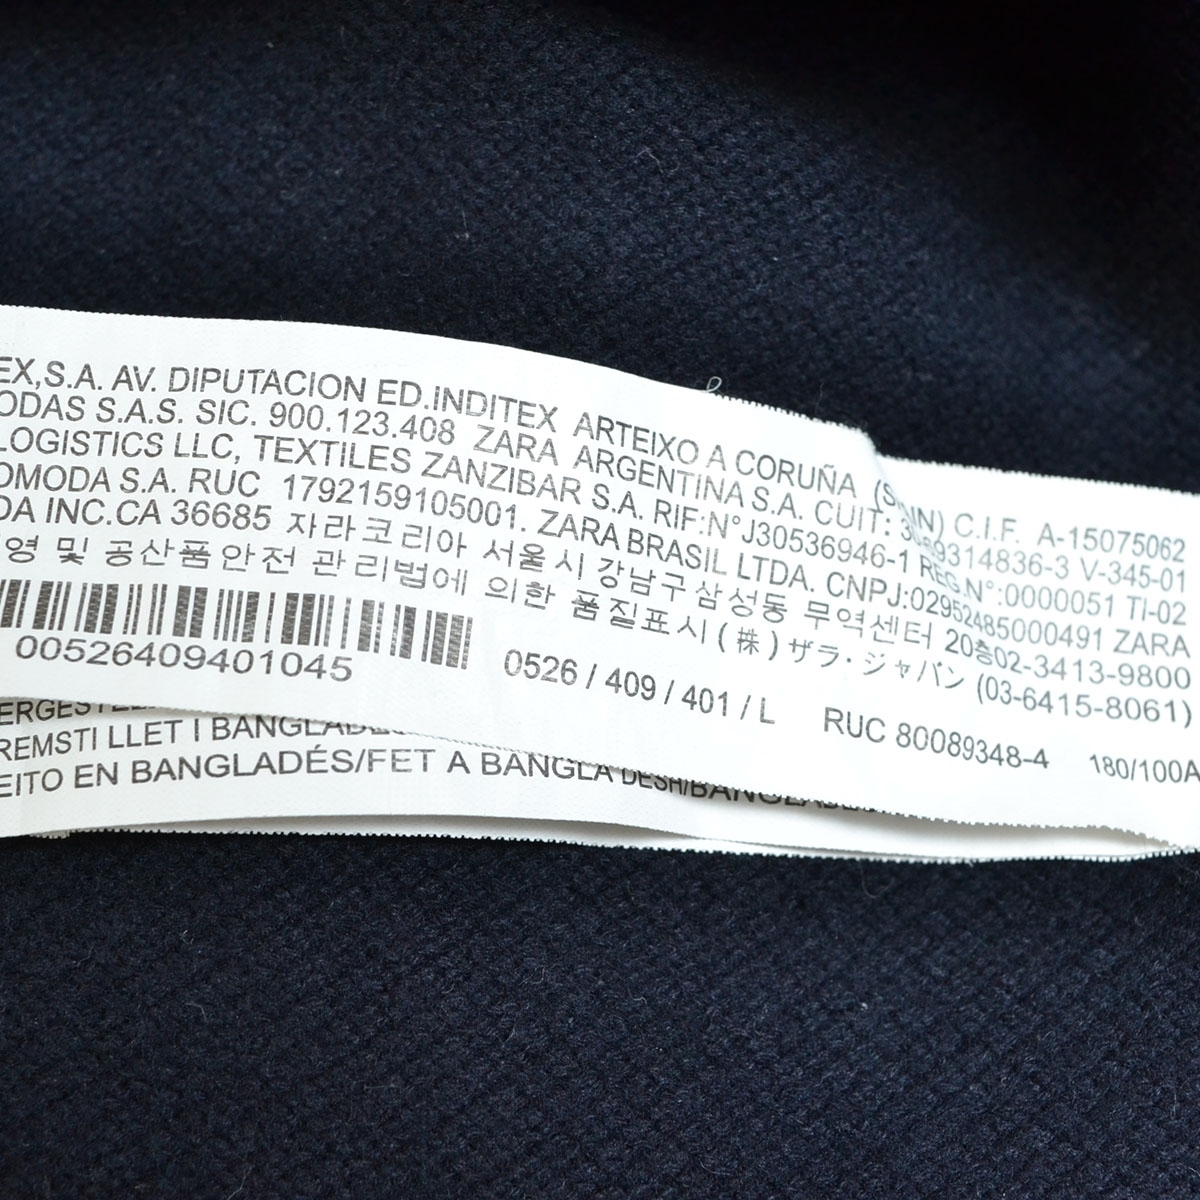 EX,S.A. AV. DIPUTACION ED.INDITEX ARTEIXO A CORUÑA C.I.F. A-15075062
ODAS S.A.S. SIC. 900.123.408 ZARA ARGENTINA S.A. CUIT: V-345-01
LOGISTICS LLC, TEXTILES ZANZIBAR S.A. RIF:N°J30536946-1 REG.N°:0000051 TI-02
OMODA S.A. RUC 1792159105001. ZARA BRASIL LTDA. CNPJ:02952485000491 ZARA
DA INC.CA 36685 자라코리아 서울시 강남구 삼성동 무역센터 20층02-3413-9800
영 및 공산품안전 관리법에 의한 품질표시(株)ザラ・ジャパン (03-6415-8061)
00526409401045 0526 / 409 / 401 / L RUC 80089348-4 180/100A
REMSTI LLET I
EITO EN BANGLADÉS/FET A BANGLA DESH/